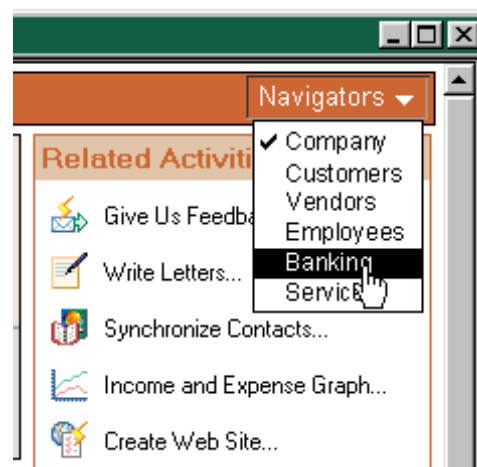 Navigators
Company
Customers
Vendors
Employees
Banking
Related Activiti
Give Us Feedba
Write Letters...
Synchronize Contacts...
Income and Expense Graph...
Create Web Site...